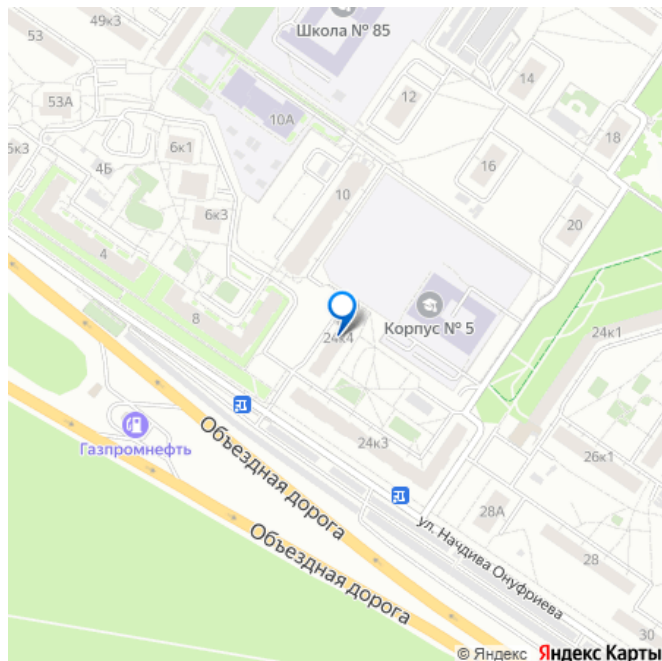 49к3
53
Школа № 85
14
12
53А
10А
18
5к3
6к1
4Б
16
10
6к3
20
4
8
Корпус № 5
24к4
24к1
Газпромнефть
Объездная дорога
24к3
26к1
28А
ул. Начдива Онуфриева
28
Объездная дорога
30
© Яндекс Яндекс Карты